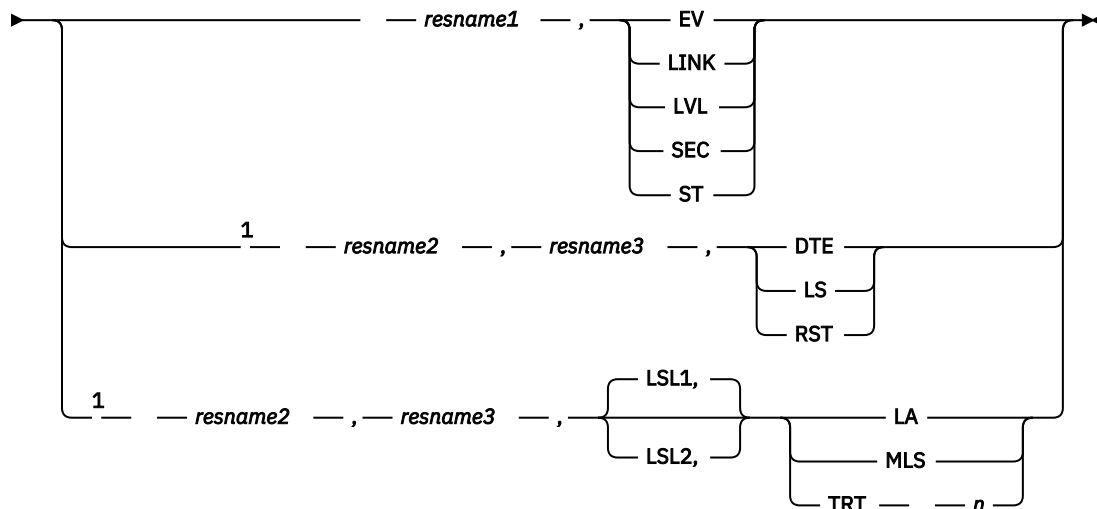 resname1 , EV
LINK
LVL
SEC
ST
1 resname2 , resname3 , DTE
LS
RST
LSL1,
1 resname2 , resname3 , LA
LSL2, MLS
TRT n